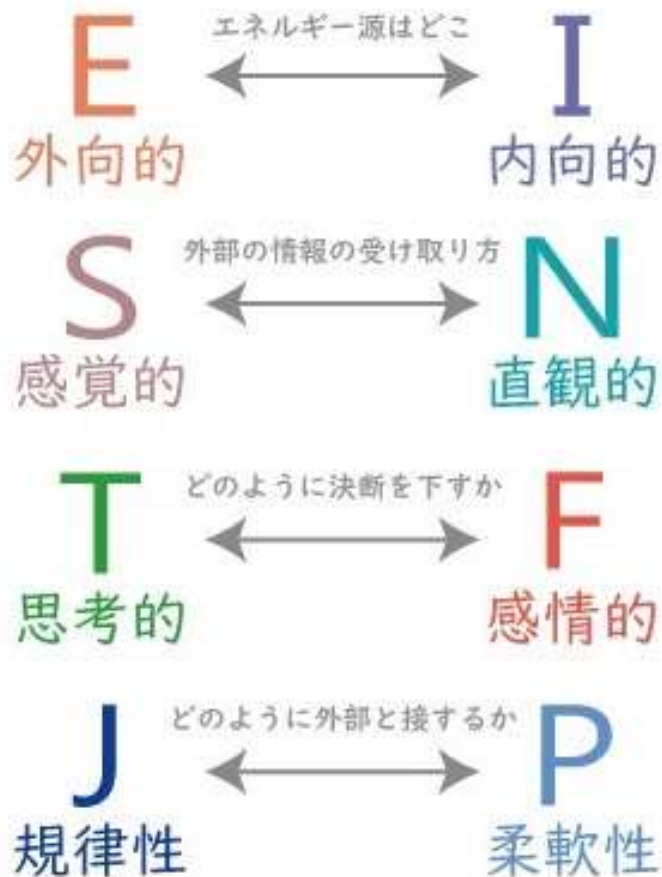 エネルギー源はどこ
E I
外向的 内向的
外部の情報の受け取り方
S N
感覚的 直観的
どのように決断を下すか
T F
思考的 感情的
どのように外部と接するか
J P
規律性 柔軟性